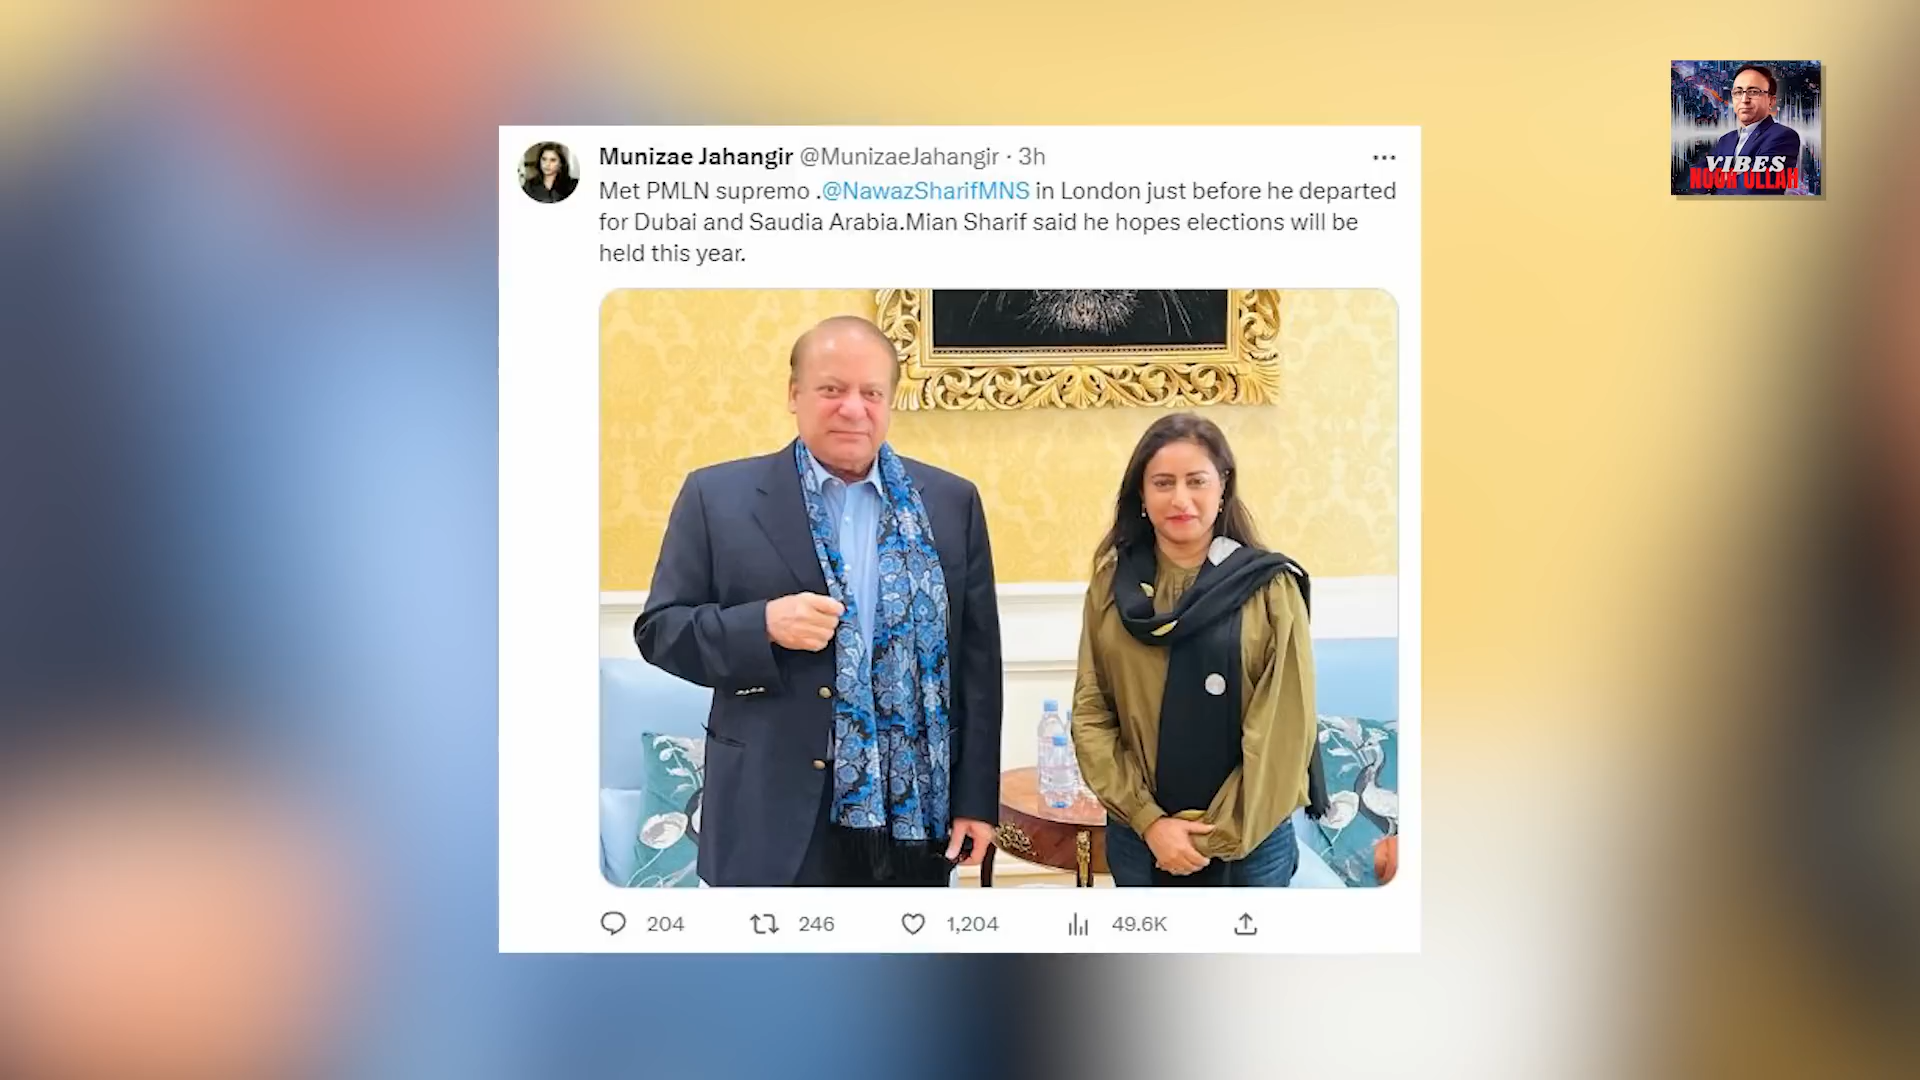 Munizae Jahangir @MunizaeJahangir · 3h
Met PMLN supremo .@NawazSharifMNS in London just before he departed
for Dubai and Saudia Arabia.Mian Sharif said he hopes elections will be
held this year.
204 246 1,204 49.6K
VIBES
NOOR ULLAH